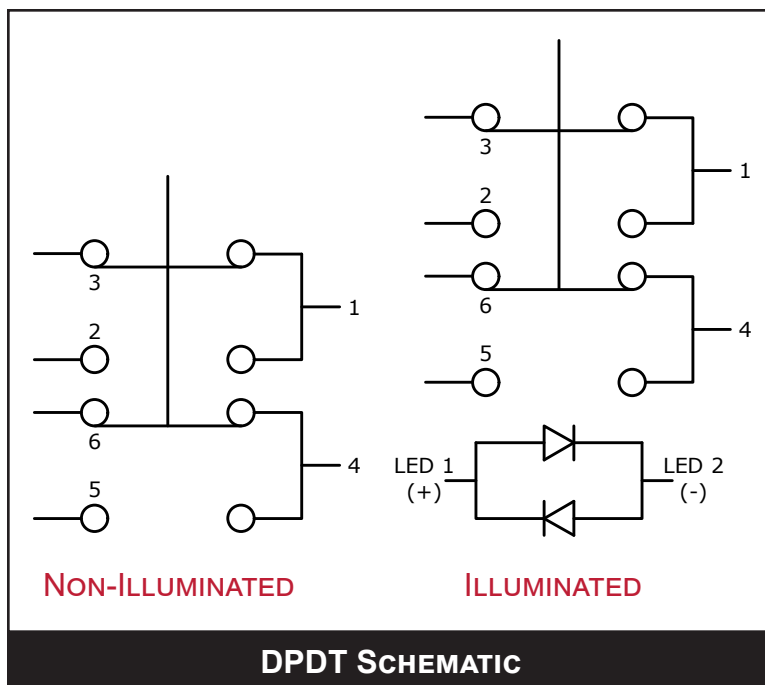 3
1
2
6
4
5
NON-ILLUMINATED
3
1
2
6
4
5
LED 1
(+)
LED 2
(-)
ILLUMINATED
DPDT SCHEMATIC